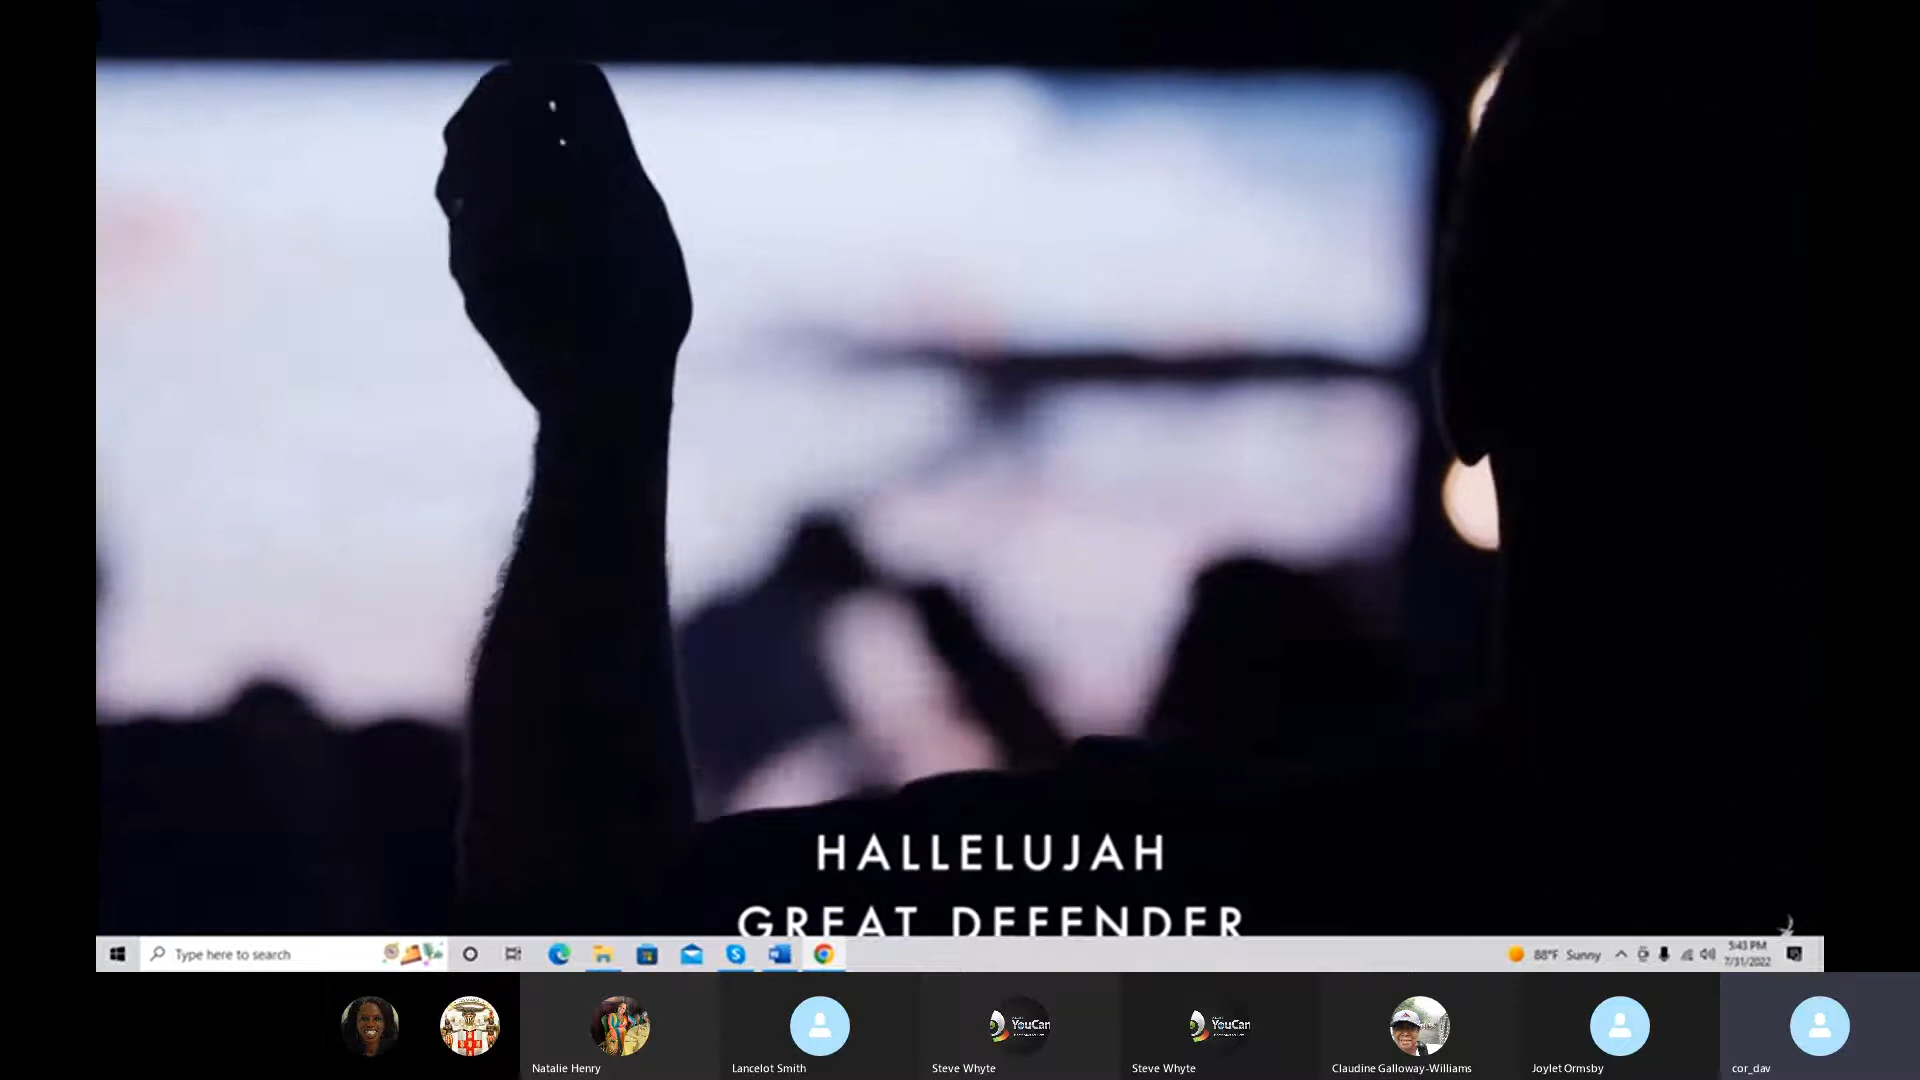 HALLELUJAH
GREAT DEFENDER
Type here to search
88°F Sunny
5:43 PM
7/31/2022
YouCan
YouCan
Natalie Henry
Lancelot Smith
Steve Whyte
Steve Whyte
Claudine Galloway-Williams
Joylet Ormsby
cor_dav